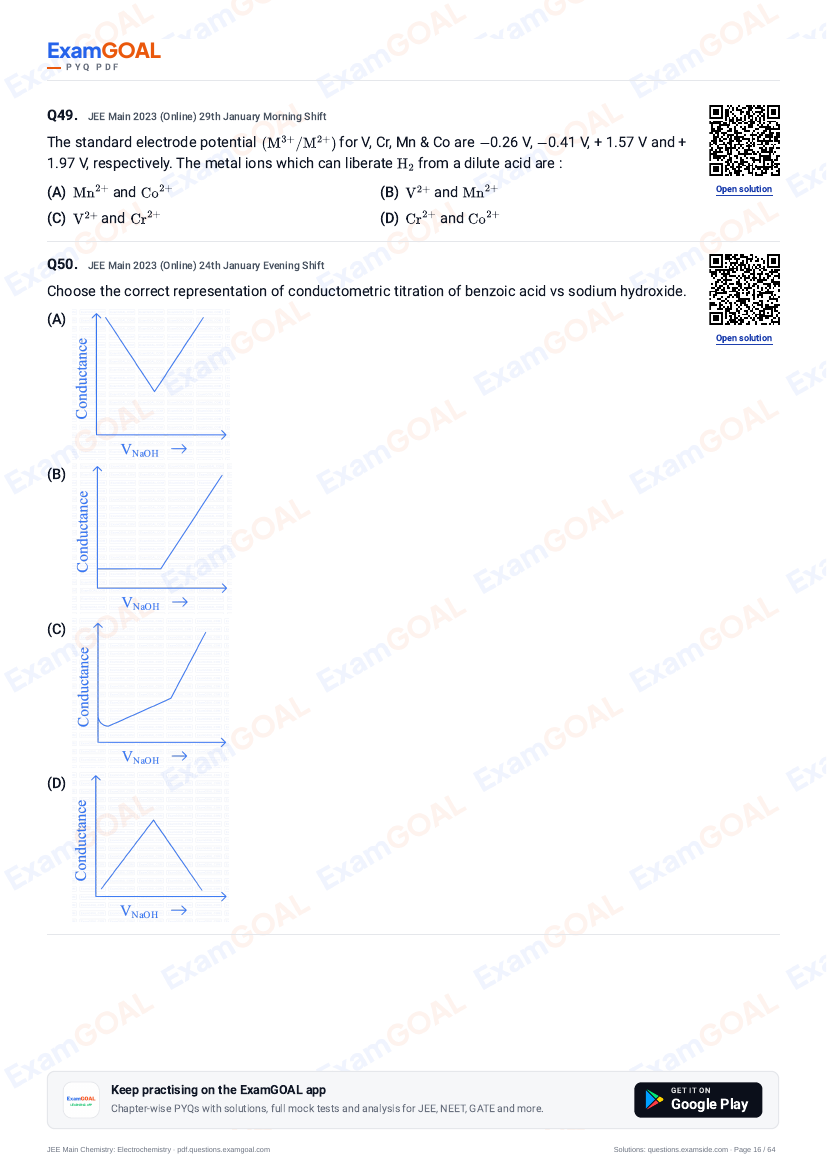 ExamGOAL
PYQ PDF
Q49. JEE Main 2023 (Online) 29th January Morning Shift
The standard electrode potential (M³⁺/M²⁺) for V, Cr, Mn & Co are −0.26 V, −0.41 V, + 1.57 V and +
1.97 V, respectively. The metal ions which can liberate H₂ from a dilute acid are :
(A) Mn²⁺ and Co²⁺
(B) V²⁺ and Mn²⁺
(C) V²⁺ and Cr²⁺
(D) Cr²⁺ and Co²⁺
Open solution
Q50. JEE Main 2023 (Online) 24th January Evening Shift
Choose the correct representation of conductometric titration of benzoic acid vs sodium hydroxide.
Open solution
(A)
Conductance
V_NaOH →
(B)
Conductance
V_NaOH →
(C)
Conductance
V_NaOH →
(D)
Conductance
V_NaOH →
ExamGOAL
Keep practising on the ExamGOAL app
Chapter-wise PYQs with solutions, full mock tests and analysis for JEE, NEET, GATE and more.
GET IT ON
Google Play
JEE Main Chemistry: Electrochemistry · pdf.questions.examgoal.com
Solutions: questions.examside.com · Page 16 / 64